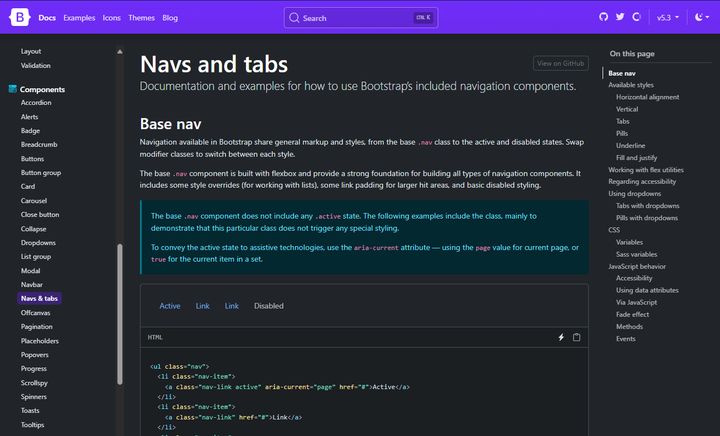 B
Docs
Examples
Icons
Themes
Blog
Search
CTRL K
v5.3
Layout
Validation
Components
Accordion
Alerts
Badge
Breadcrumb
Buttons
Button group
Card
Carousel
Close button
Collapse
Dropdowns
List group
Modal
Navbar
Navs & tabs
Offcanvas
Pagination
Placeholders
Popovers
Progress
Scrollspy
Spinners
Toasts
Tooltips
Navs and tabs
View on GitHub
Documentation and examples for how to use Bootstrap's included navigation components.
Base nav
Navigation available in Bootstrap share general markup and styles, from the base .nav class to the active and disabled states. Swap
modifier classes to switch between each style.
The base .nav component is built with flexbox and provide a strong foundation for building all types of navigation components. It
includes some style overrides (for working with lists), some link padding for larger hit areas, and basic disabled styling.
The base .nav component does not include any .active state. The following examples include the class, mainly to
demonstrate that this particular class does not trigger any special styling.
To convey the active state to assistive technologies, use the aria-current attribute — using the page value for current page, or
true for the current item in a set.
Active
Link
Link
Disabled
HTML
<ul class="nav">
<li class="nav-item">
<a class="nav-link active" aria-current="page" href="#">Active</a>
</li>
<li class="nav-item">
<a class="nav-link" href="#">Link</a>
</li>
On this page
Base nav
Available styles
Horizontal alignment
Vertical
Tabs
Pills
Underline
Fill and justify
Working with flex utilities
Regarding accessibility
Using dropdowns
Tabs with dropdowns
Pills with dropdowns
CSS
Variables
Sass variables
JavaScript behavior
Accessibility
Using data attributes
Via JavaScript
Fade effect
Methods
Events